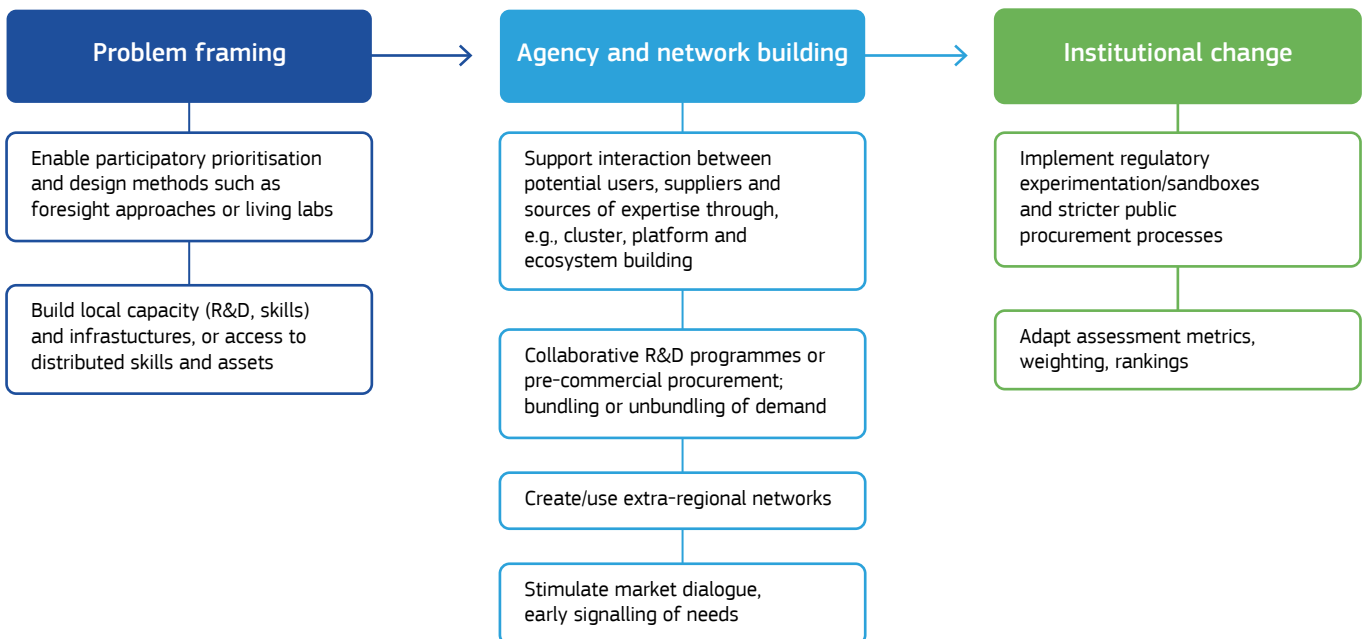 Problem framing
Enable participatory prioritisation
and design methods such as
foresight approaches or living labs
Build local capacity (R&D, skills)
and infrastuctures, or access to
distributed skills and assets
Agency and network building
Support interaction between
potential users, suppliers and
sources of expertise through,
e.g., cluster, platform and
ecosystem building
Collaborative R&D programmes or
pre-commercial procurement;
bundling or unbundling of demand
Create/use extra-regional networks
Stimulate market dialogue,
early signalling of needs
Institutional change
Implement regulatory
experimentation/sandboxes
and stricter public
procurement processes
Adapt assessment metrics,
weighting, rankings